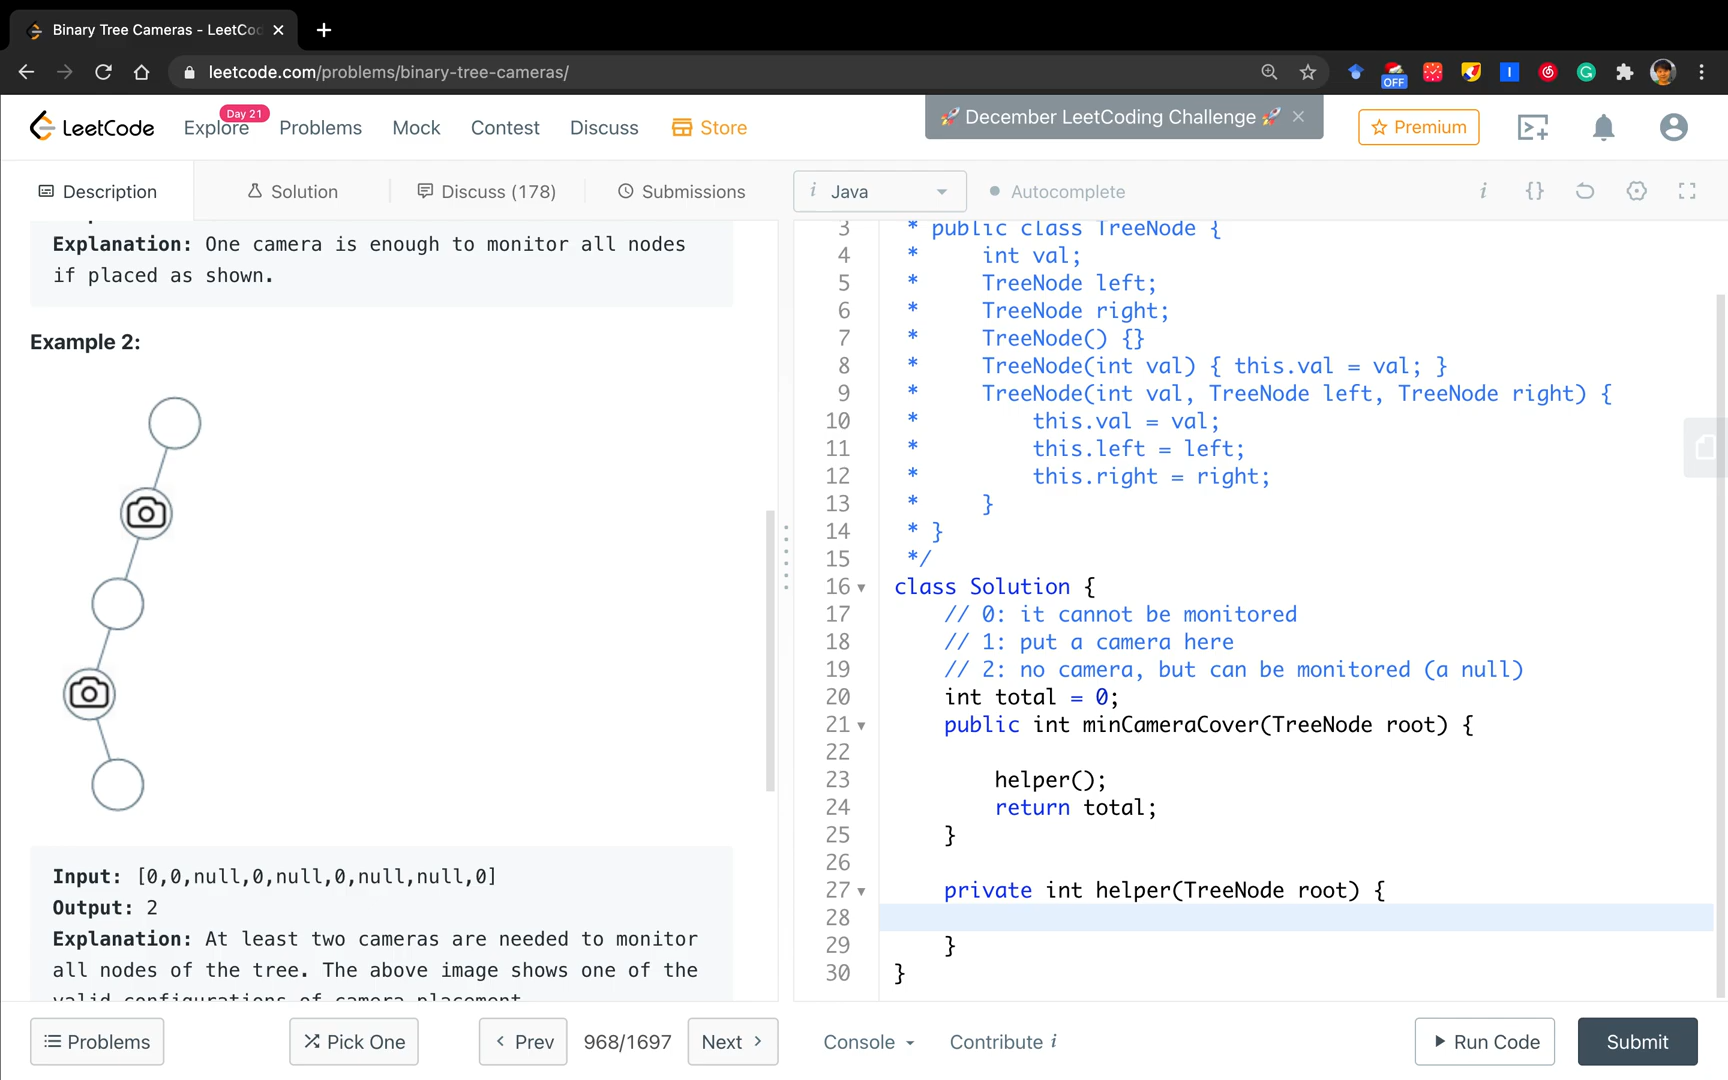 Binary Tree Cameras - LeetCod
leetcode.com/problems/binary-tree-cameras/
OFF
LeetCode
Explore
Day 21
Problems
Mock
Contest
Discuss
Store
🚀 December LeetCoding Challenge 🚀
Premium
Description
Solution
Discuss (178)
Submissions
i Java
Autocomplete
i {}
Explanation: One camera is enough to monitor all nodes
if placed as shown.
Example 2:
Input: [0,0,null,0,null,0,null,null,0]
Output: 2
Explanation: At least two cameras are needed to monitor
all nodes of the tree. The above image shows one of the
valid configurations of camera placement.
3 * public class TreeNode {
4 * int val;
5 * TreeNode left;
6 * TreeNode right;
7 * TreeNode() {}
8 * TreeNode(int val) { this.val = val; }
9 * TreeNode(int val, TreeNode left, TreeNode right) {
10 * this.val = val;
11 * this.left = left;
12 * this.right = right;
13 * }
14 * }
15 */
16 class Solution {
17 // 0: it cannot be monitored
18 // 1: put a camera here
19 // 2: no camera, but can be monitored (a null)
20 int total = 0;
21 public int minCameraCover(TreeNode root) {
22
23 helper();
24 return total;
25 }
26
27 private int helper(TreeNode root) {
28
29 }
30 }
Problems
Pick One
< Prev
968/1697
Next >
Console
Contribute i
Run Code
Submit